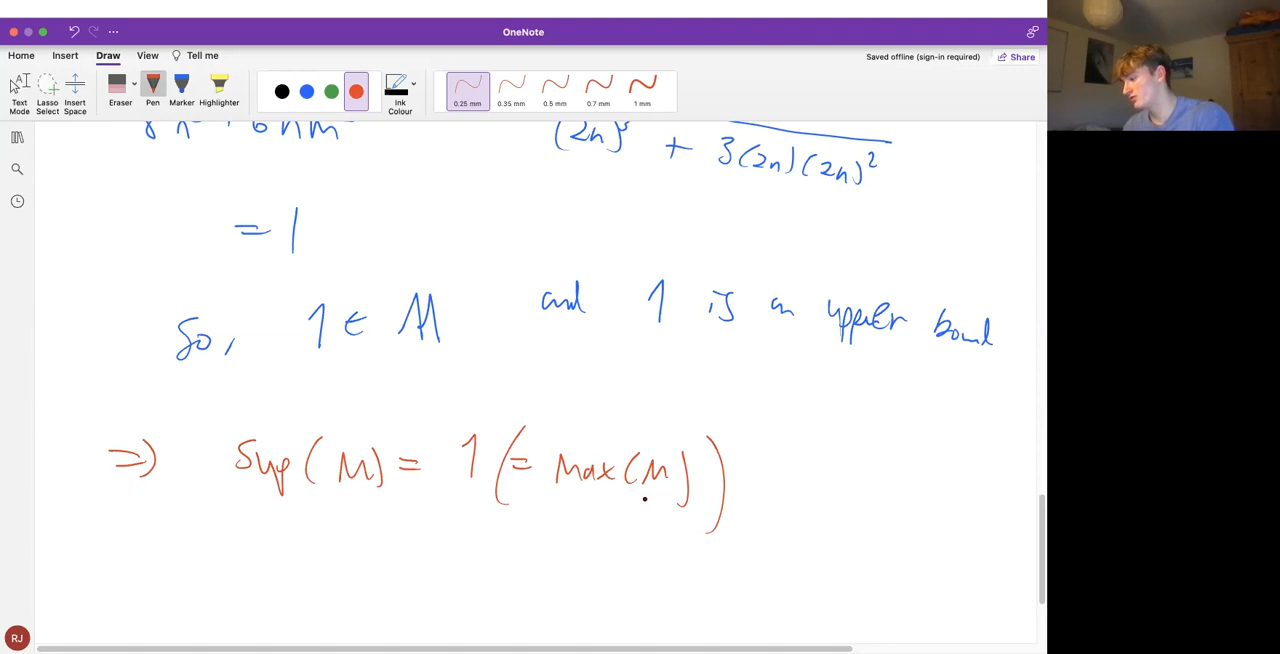 OneNote
Home Insert Draw View Tell me
Saved offline (sign-in required) Share
Text Mode Lasso Select Insert Space Eraser Pen Marker Highlighter Ink Colour 0.25 mm 0.35 mm 0.5 mm 0.7 mm 1 mm
(2n)³ + 3(2n)(2n)²
= 1
So, 1 ∈ M and 1 is an upper bound
⇒ Sup(M) = 1 (= Max(M))
RJ